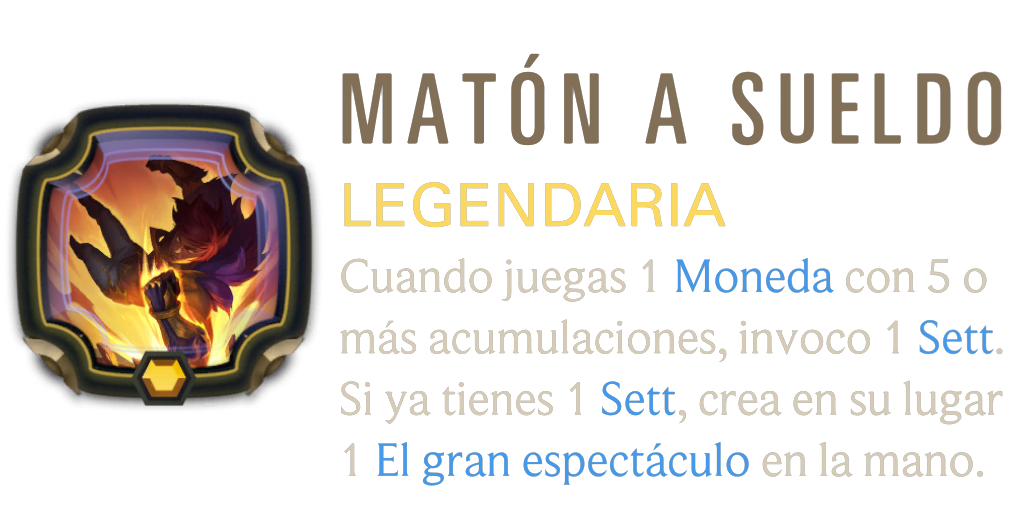 MATÓN A SUELDO
LEGENDARIA
Cuando juegas 1 Moneda con 5 o
más acumulaciones, invoco 1 Sett.
Si ya tienes 1 Sett, crea en su lugar
1 El gran espectáculo en la mano.